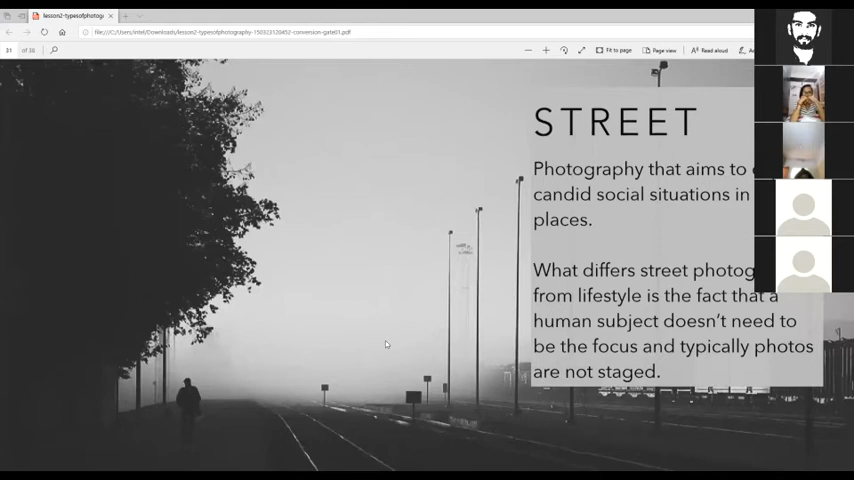 lesson2-typesofphotog
file:///C:/Users/intel/Downloads/lesson2-typesofphotography-150323120452-conversion-gate01.pdf
31 of 38
Fit to page
Page view
Read aloud
STREET
Photography that aims to
candid social situations in
places.
What differs street photog
from lifestyle is the fact that a
human subject doesn't need to
be the focus and typically photos
are not staged.